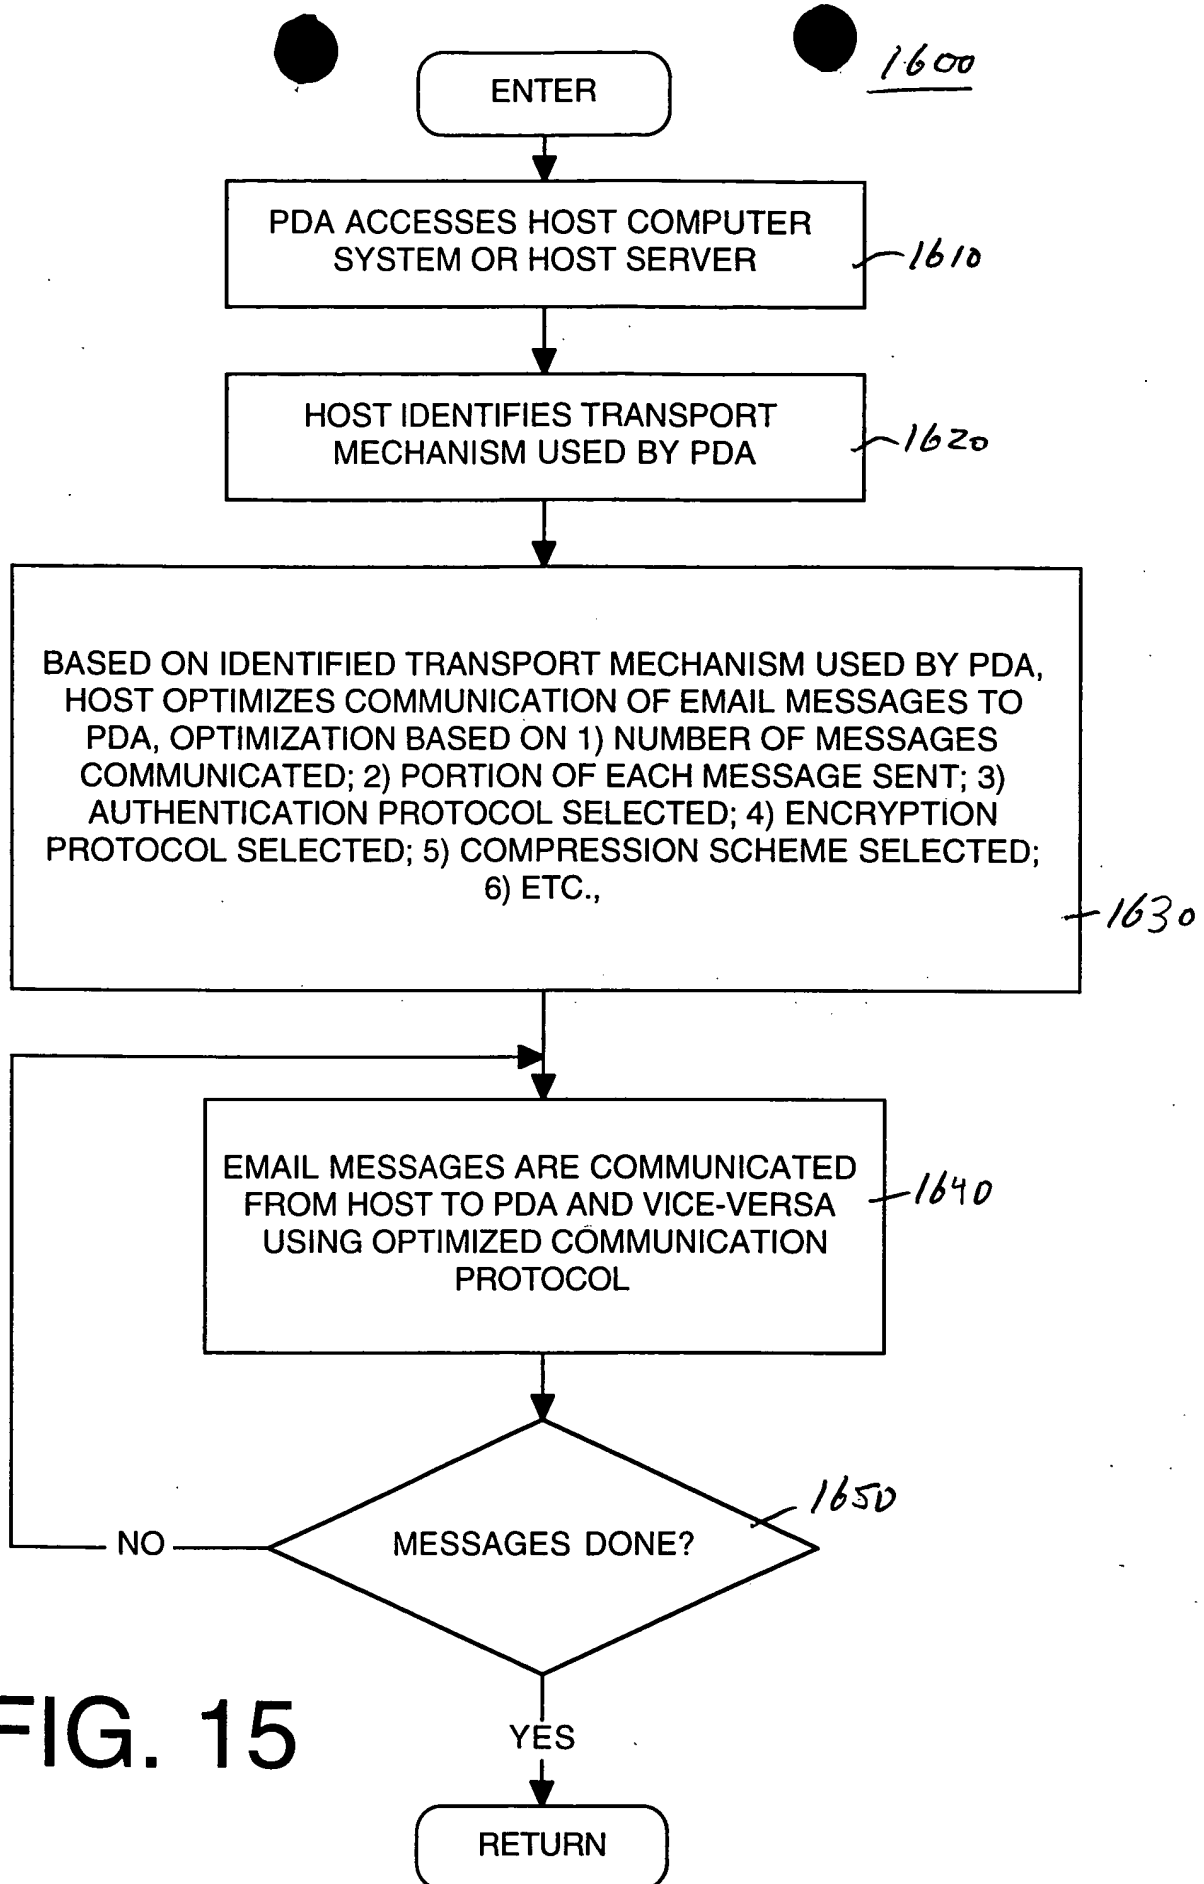 1600
ENTER
PDA ACCESSES HOST COMPUTER
SYSTEM OR HOST SERVER
1610
HOST IDENTIFIES TRANSPORT
MECHANISM USED BY PDA
1620
BASED ON IDENTIFIED TRANSPORT MECHANISM USED BY PDA,
HOST OPTIMIZES COMMUNICATION OF EMAIL MESSAGES TO
PDA, OPTIMIZATION BASED ON 1) NUMBER OF MESSAGES
COMMUNICATED; 2) PORTION OF EACH MESSAGE SENT; 3)
AUTHENTICATION PROTOCOL SELECTED; 4) ENCRYPTION
PROTOCOL SELECTED; 5) COMPRESSION SCHEME SELECTED;
6) ETC.,
1630
EMAIL MESSAGES ARE COMMUNICATED
FROM HOST TO PDA AND VICE-VERSA
USING OPTIMIZED COMMUNICATION
PROTOCOL
1640
MESSAGES DONE?
1650
NO
YES
FIG. 15
RETURN